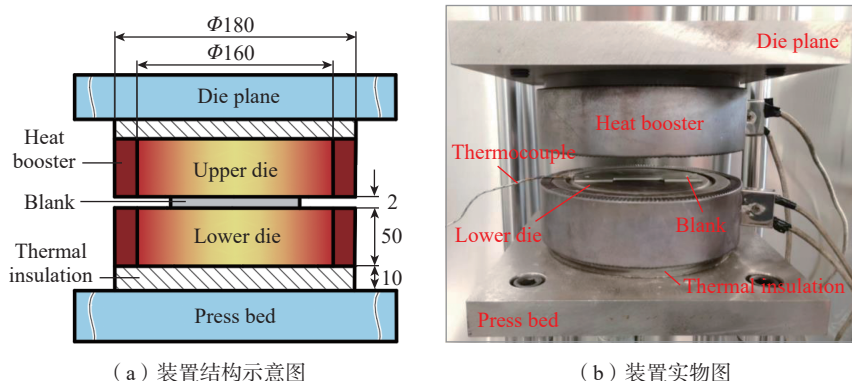 Φ180
Φ160
Die plane
Heat
booster
Upper die
Blank
2
Lower die
50
Thermal
insulation
10
Press bed
(a)装置结构示意图
Die plane
Heat booster
Thermocouple
Lower die
Blank
Thermal insulation
Press bed
(b)装置实物图